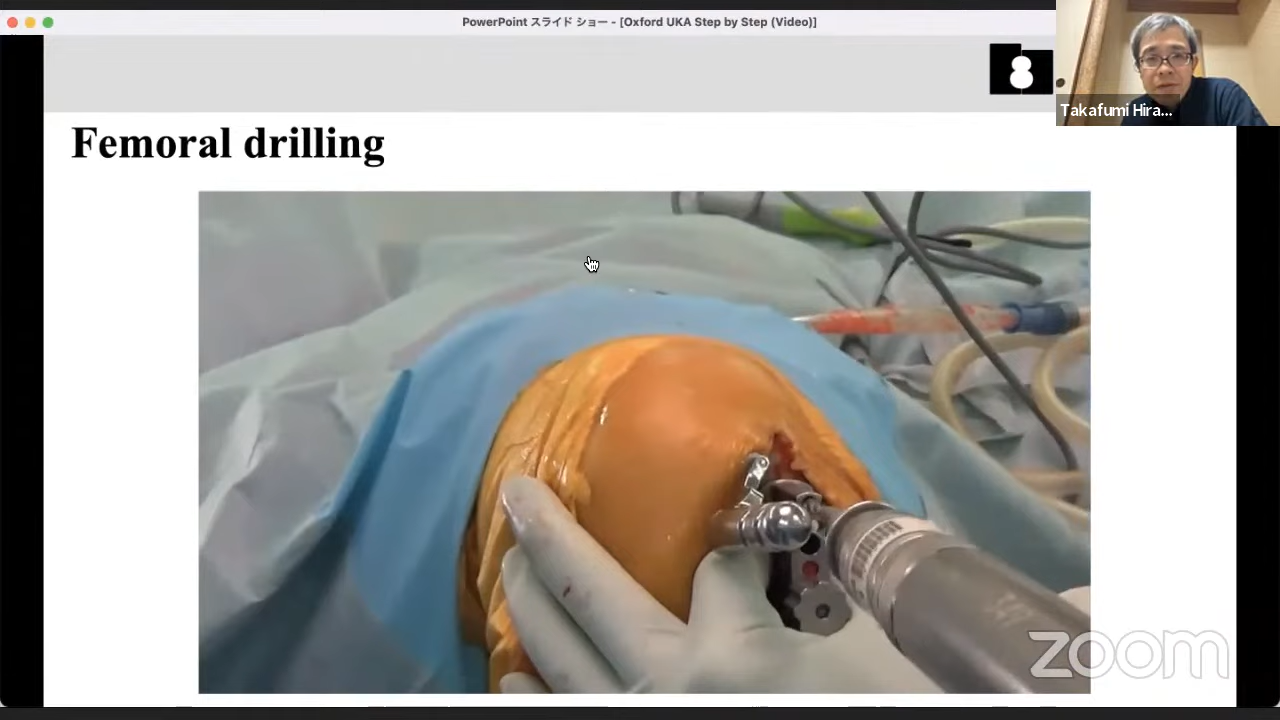 PowerPoint スライド ショー - [Oxford UKA Step by Step (Video)]
Takafumi Hira...
Femoral drilling
zoom